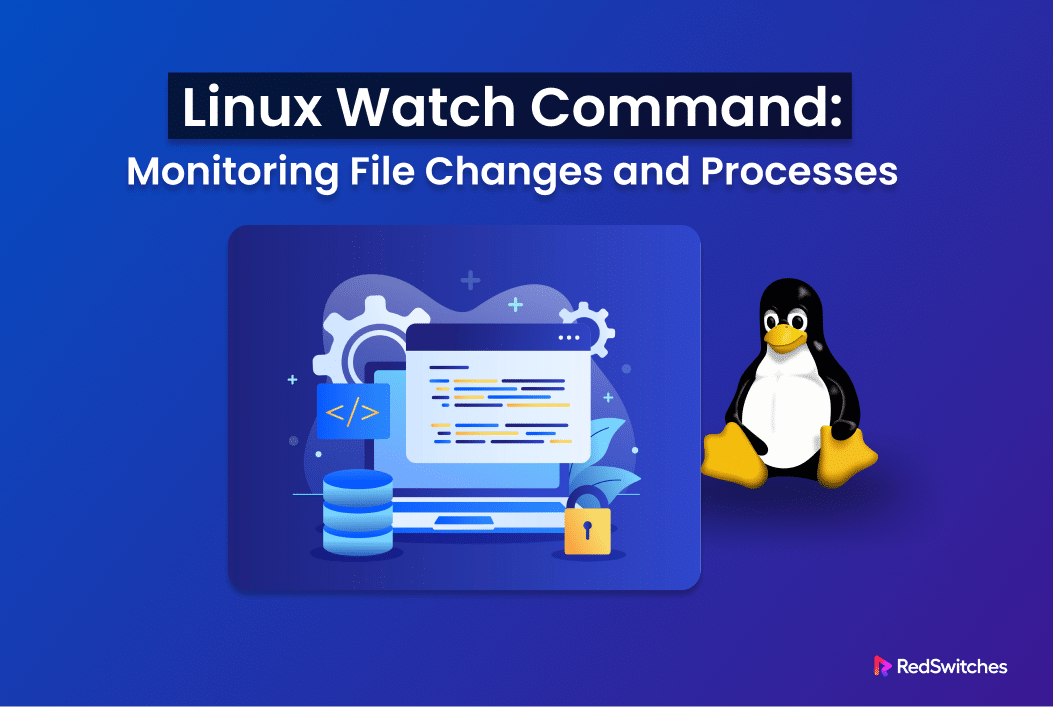 Linux Watch Command:
Monitoring File Changes and Processes
</>
RedSwitches